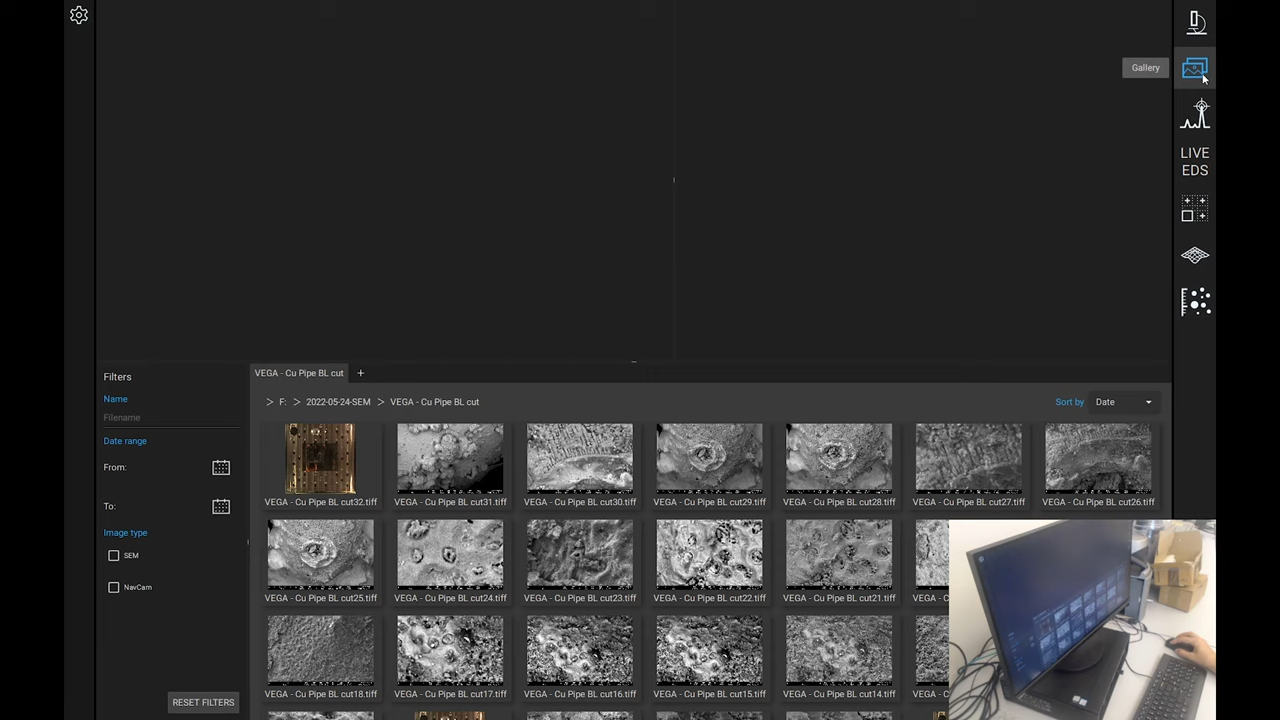 Gallery
LIVE
EDS
Filters
Name
Filename
Date range
From:
To:
Image type
SEM
NavCam
RESET FILTERS
VEGA - Cu Pipe BL cut +
> F: > 2022-05-24-SEM > VEGA - Cu Pipe BL cut
Sort by Date
VEGA - Cu Pipe BL cut32.tiff VEGA - Cu Pipe BL cut31.tiff VEGA - Cu Pipe BL cut30.tiff VEGA - Cu Pipe BL cut29.tiff VEGA - Cu Pipe BL cut28.tiff VEGA - Cu Pipe BL cut27.tiff VEGA - Cu Pipe BL cut26.tiff
VEGA - Cu Pipe BL cut25.tiff VEGA - Cu Pipe BL cut24.tiff VEGA - Cu Pipe BL cut23.tiff VEGA - Cu Pipe BL cut22.tiff VEGA - Cu Pipe BL cut21.tiff VEGA - C
VEGA - Cu Pipe BL cut18.tiff VEGA - Cu Pipe BL cut17.tiff VEGA - Cu Pipe BL cut16.tiff VEGA - Cu Pipe BL cut15.tiff VEGA - Cu Pipe BL cut14.tiff VEGA - C